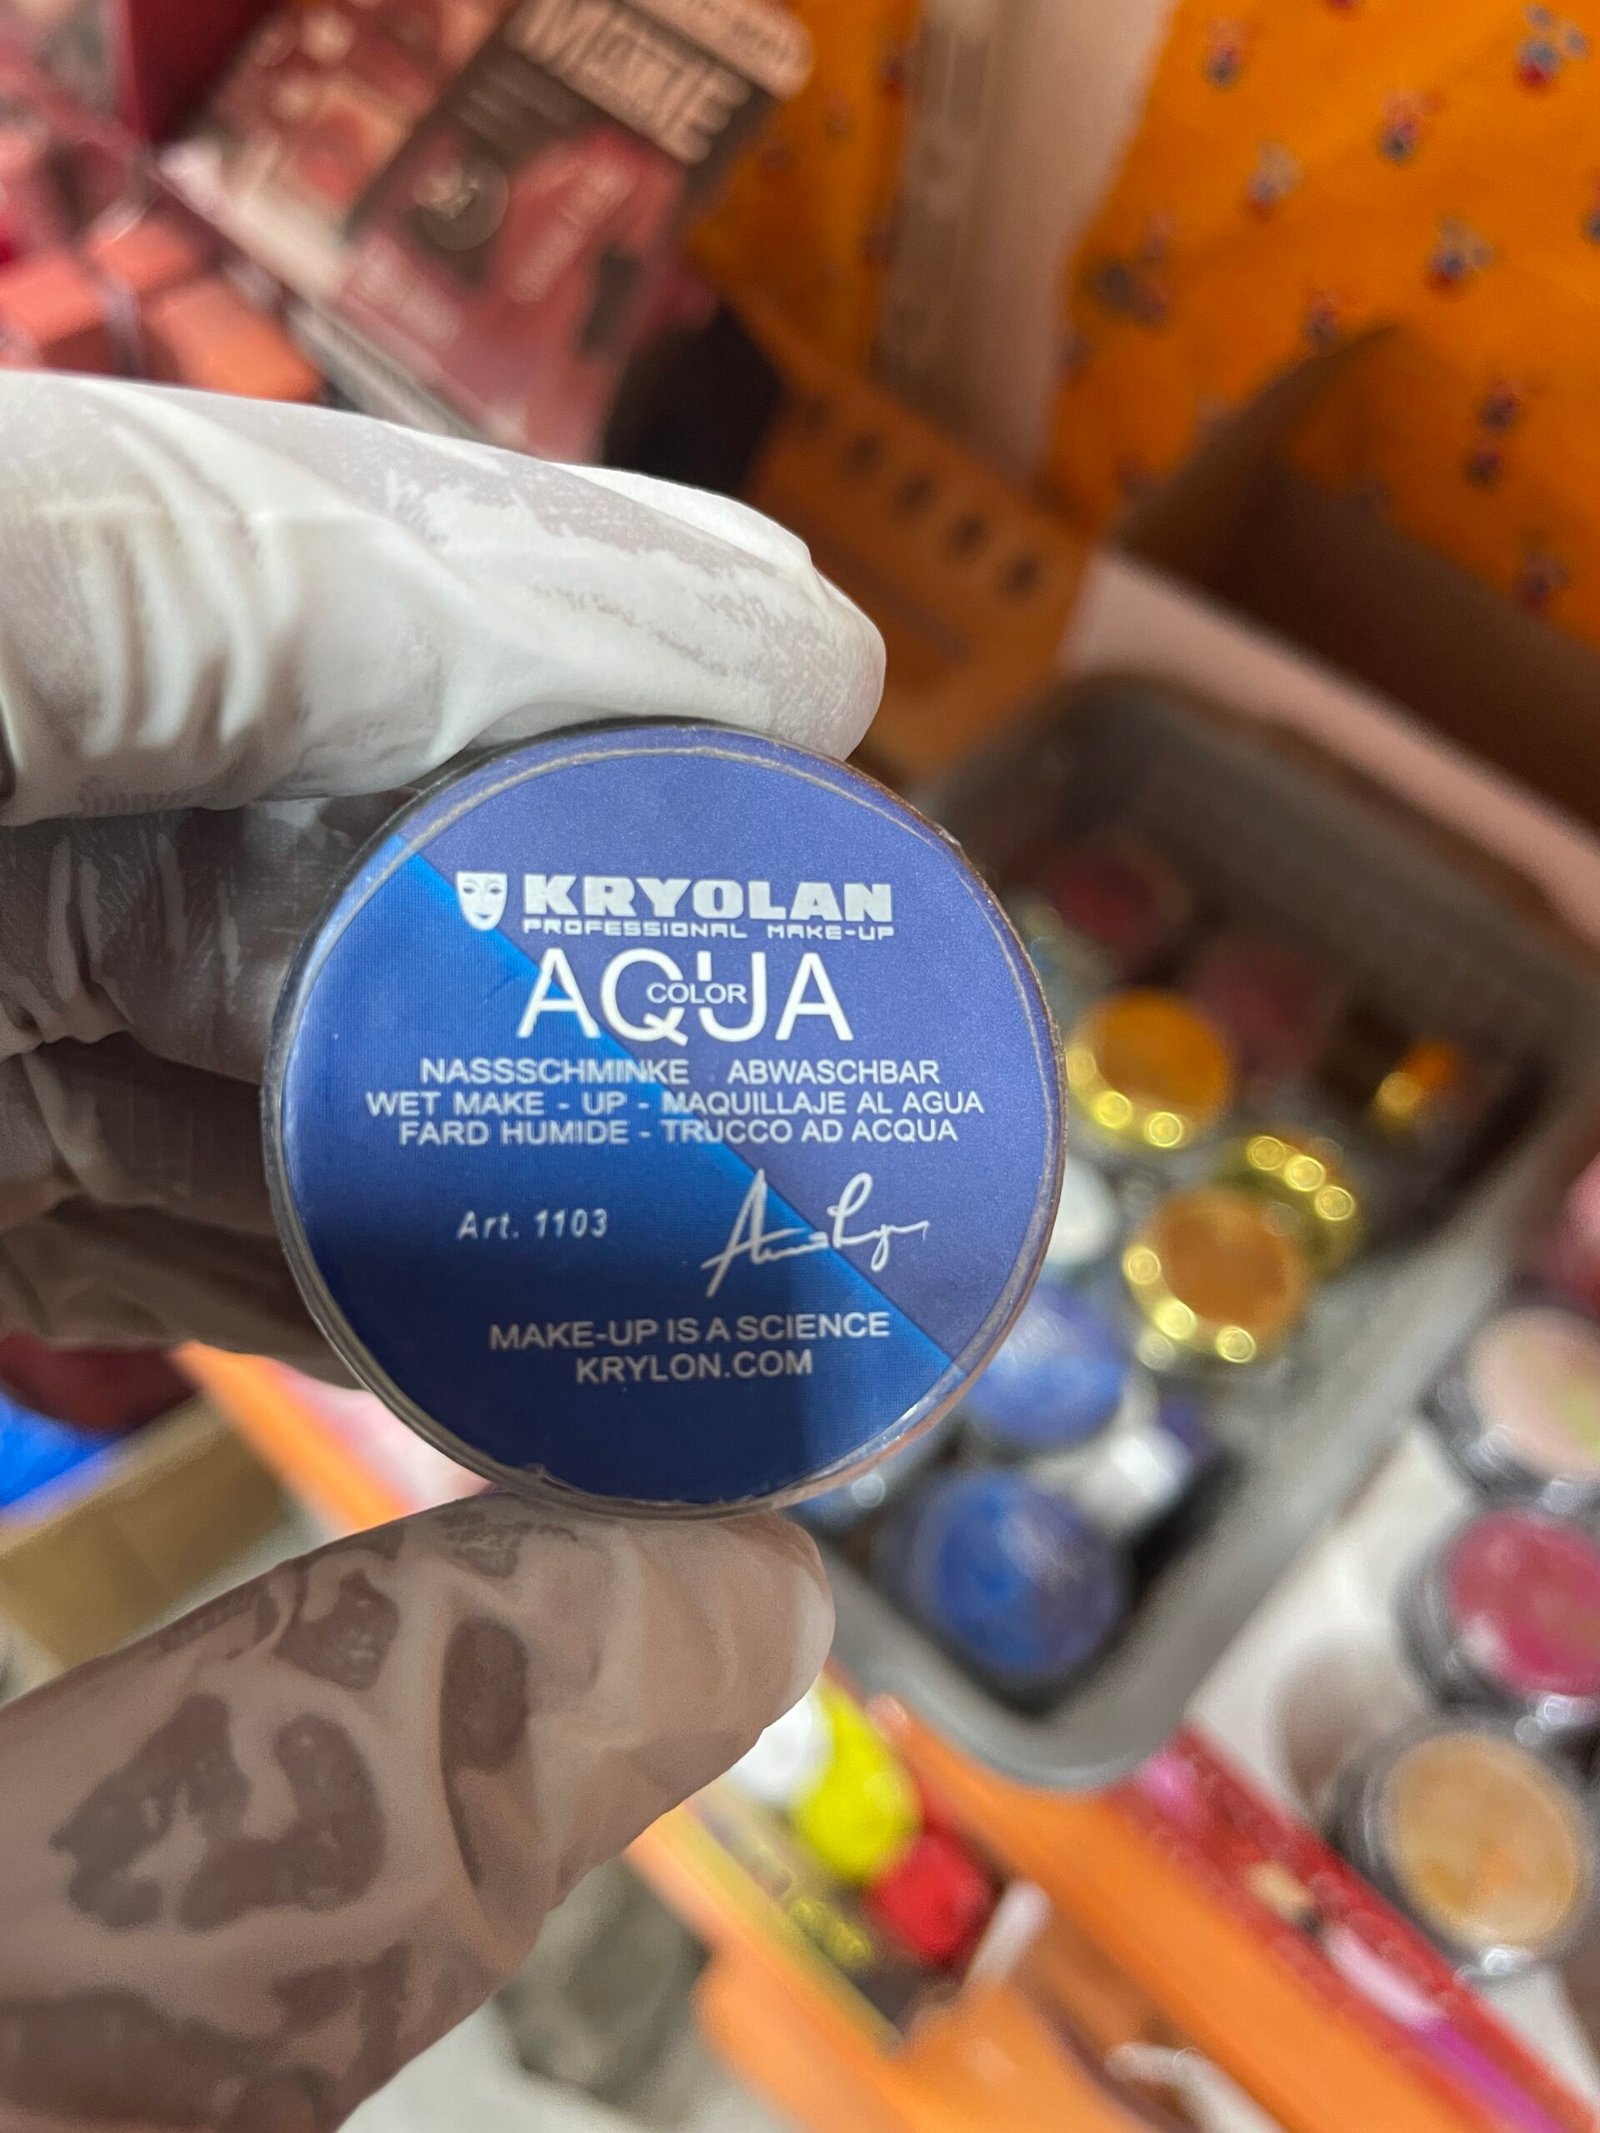 MATTE
KRYOLAN
PROFESSIONAL MAKE-UP
AQUA
COLOR
NASSSCHMINKE ABWASCHBAR
WET MAKE - UP - MAQUILLAJE AL AGUA
FARD HUMIDE - TRUCCO AD ACQUA
Art. 1103
MAKE-UP IS A SCIENCE
KRYLON.COM